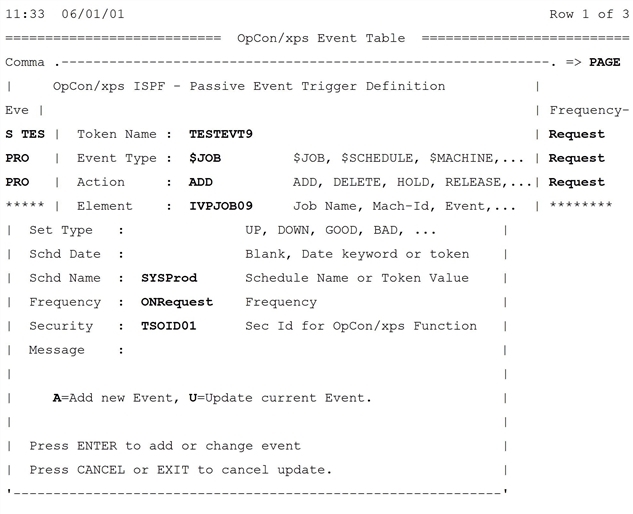 11:33  06/01/01                                                      Row 1 of 3
===========================  OpCon/xps Event Table  ==========================
Comma .-------------------------------------------------------------. => PAGE
|     OpCon/xps ISPF - Passive Event Trigger Definition           |
Eve |                                                             | Frequency-
S TES |  Token Name :  TESTEVT9                                    | Request
PRO   |  Event Type :  $JOB         $JOB, $SCHEDULE, $MACHINE,... | Request
PRO   |  Action     :  ADD          ADD, DELETE, HOLD, RELEASE,...| Request
***** |  Element    :  IVPJOB09     Job Name, Mach-Id, Event,...  | ********
|  Set Type   :               UP, DOWN, GOOD, BAD, ...        |
|  Schd Date  :               Blank, Date keyword or token    |
|  Schd Name  :  SYSProd      Schedule Name or Token Value    |
|  Frequency  :  ONRequest    Frequency                       |
|  Security   :  TSOID01      Sec Id for OpCon/xps Function   |
|  Message    :                                               |
|                                                             |
|     A=Add new Event, U=Update current Event.                |
|                                                             |
|  Press ENTER to add or change event                         |
|  Press CANCEL or EXIT to cancel update.                     |
'-------------------------------------------------------------'